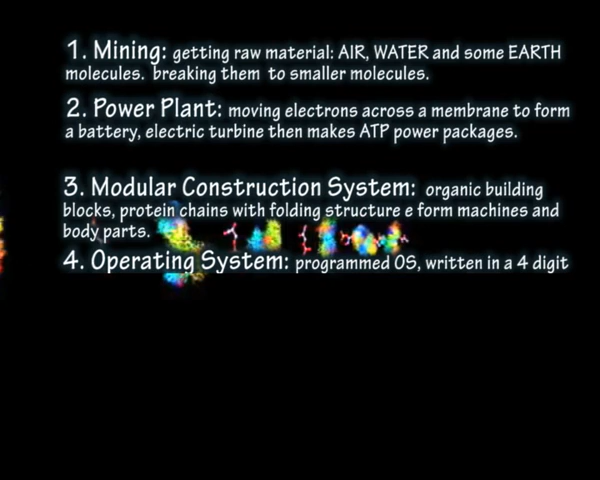 1. Mining: getting raw material: AIR, WATER and some EARTH
molecules. breaking them to smaller molecules.
2. Power Plant: moving electrons across a membrane to form
a battery, electric turbine then makes ATP power packages.
3. Modular Construction System: organic building
blocks, protein chains with folding structure e form machines and
body parts.
4. Operating System: programmed OS, written in a 4 digit